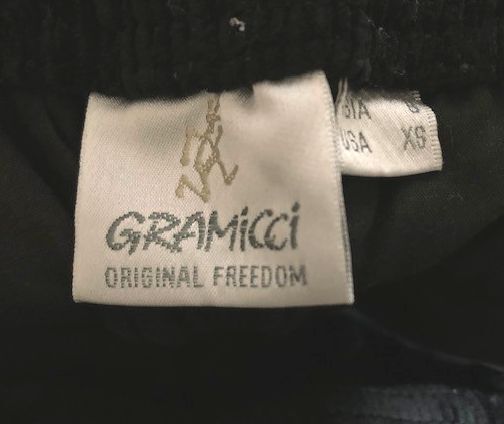 GRAMiCCi
ORIGINAL FREEDOM
USA XS